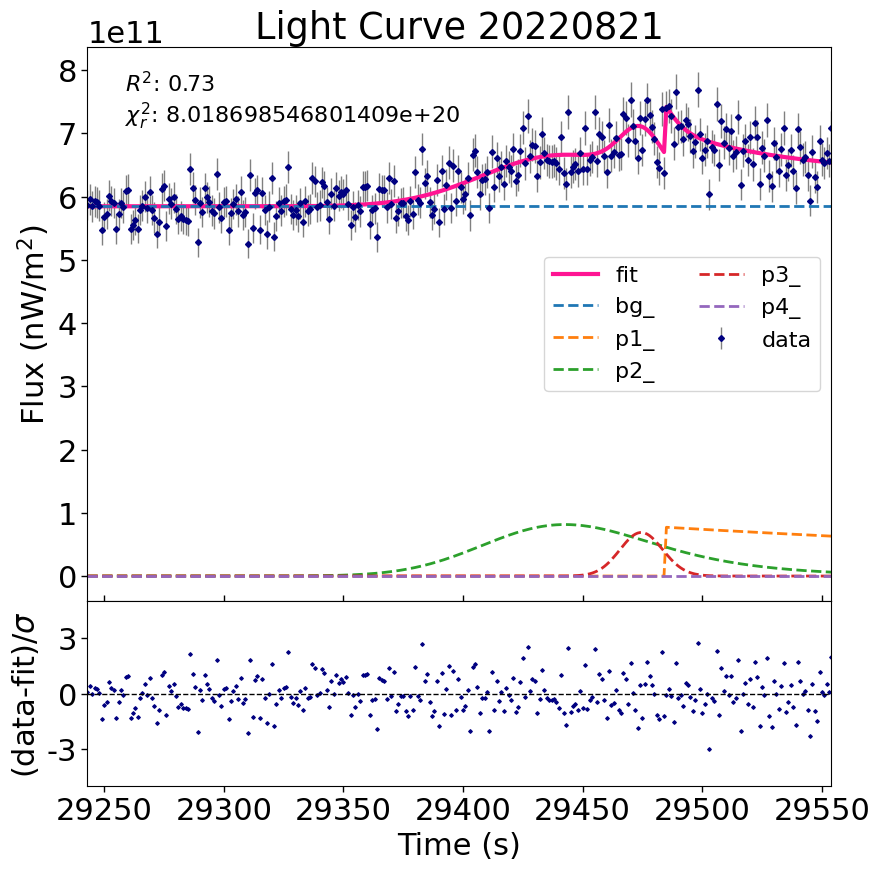 Light Curve 20220821
1e11
R²: 0.73
χ²ᵣ: 8.018698546801409e+20
8
7
6
5
4
3
2
1
0
Flux (nW/m²)
fit
bg_
p1_
p2_
p3_
p4_
data
3
0
-3
(data-fit)/σ
29250 29300 29350 29400 29450 29500 29550
Time (s)